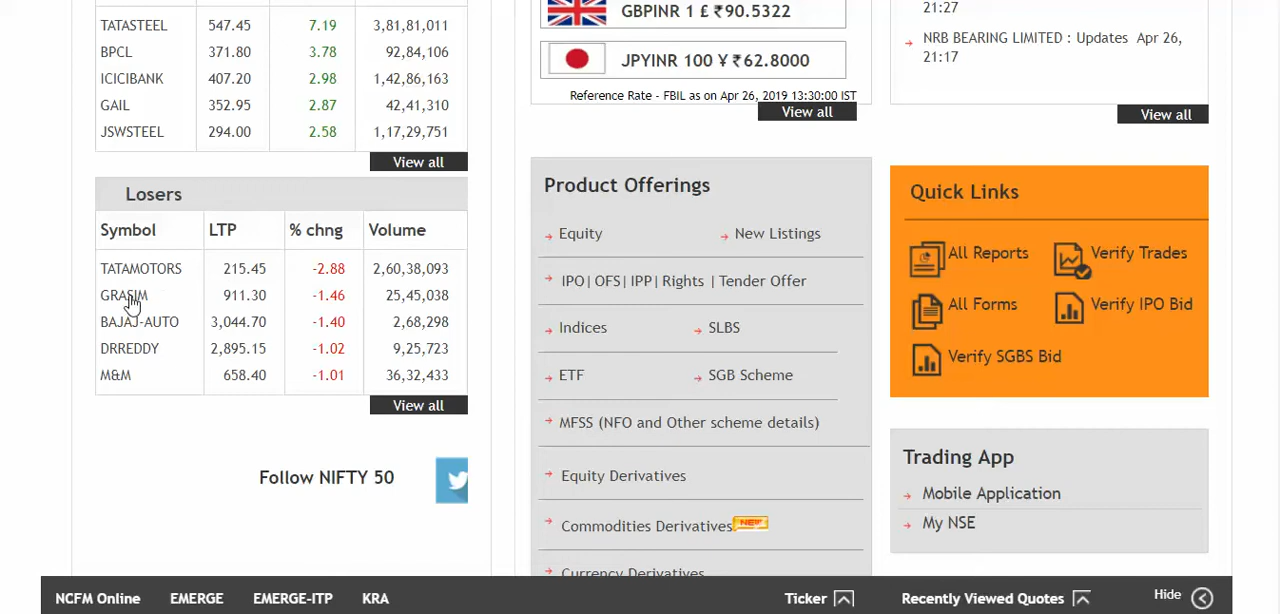 TATASTEEL 547.45 7.19 3,81,81,011
BPCL 371.80 3.78 92,84,106
ICICIBANK 407.20 2.98 1,42,86,163
GAIL 352.95 2.87 42,41,310
JSWSTEEL 294.00 2.58 1,17,29,751
View all
Losers
Symbol LTP % chng Volume
TATAMOTORS 215.45 -2.88 2,60,38,093
GRASIM 911.30 -1.46 25,45,038
BAJAJ-AUTO 3,044.70 -1.40 2,68,298
DRREDDY 2,895.15 -1.02 9,25,723
M&M 658.40 -1.01 36,32,433
View all
Follow NIFTY 50
GBPINR 1 £ ₹90.5322
JPYINR 100 ¥ ₹62.8000
Reference Rate - FBIL as on Apr 26, 2019 13:30:00 IST
View all
Product Offerings
Equity New Listings
IPO| OFS| IPP| Rights | Tender Offer
Indices SLBS
ETF SGB Scheme
MFSS (NFO and Other scheme details)
Equity Derivatives
Commodities Derivatives NEW
Currency Derivatives
21:27
NRB BEARING LIMITED : Updates Apr 26,
21:17
View all
Quick Links
All Reports Verify Trades
All Forms Verify IPO Bid
Verify SGBS Bid
Trading App
Mobile Application
My NSE
NCFM Online EMERGE EMERGE-ITP KRA Ticker Recently Viewed Quotes Hide